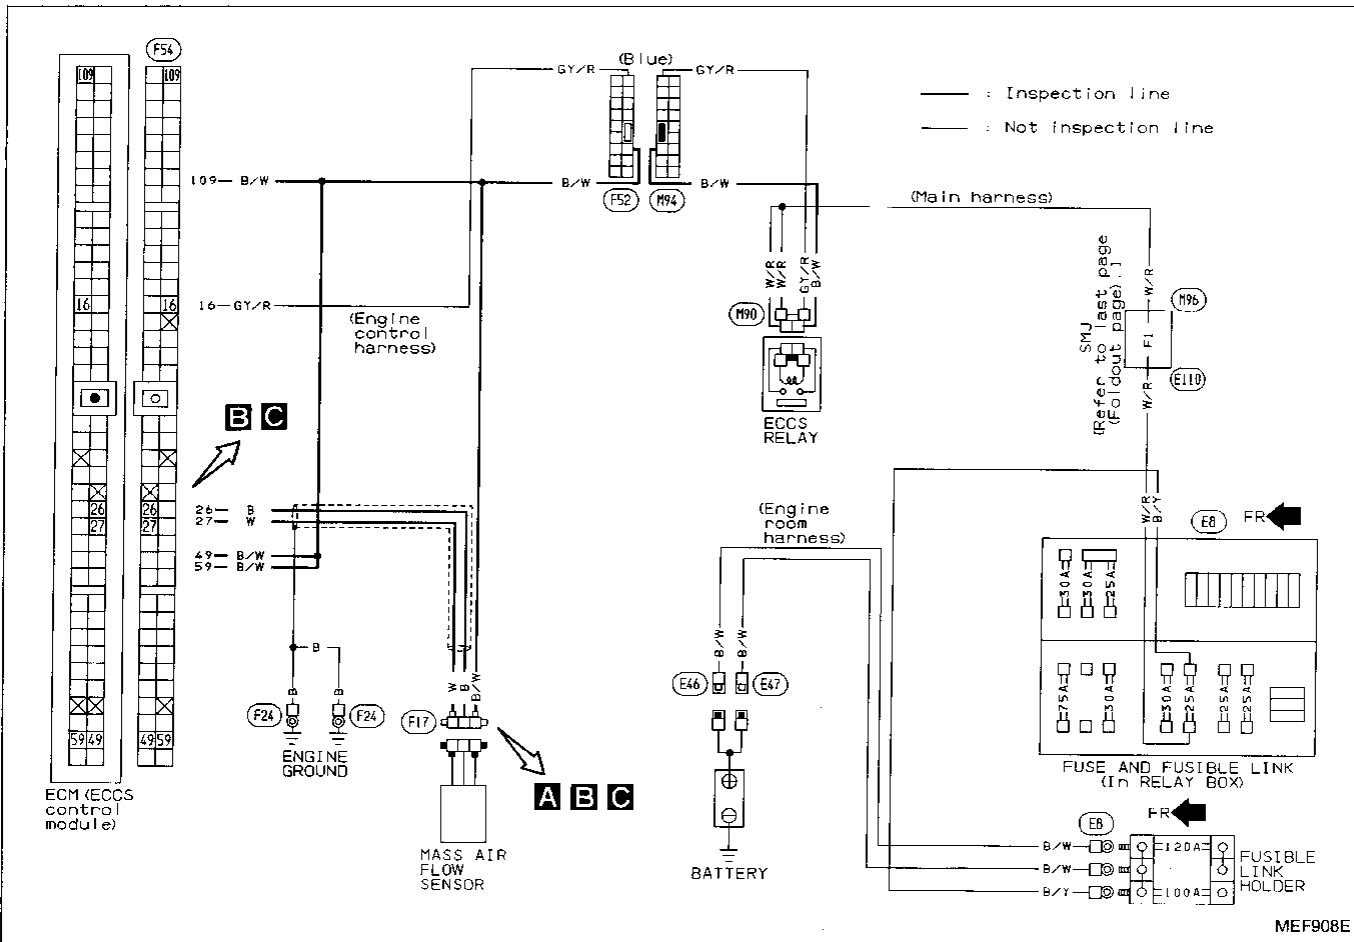 F54
109 109
(Blue)
GY/R
GY/R
: Inspection line
: Not inspection line
109 B/W
B/W
B/W
F52
M94
(Main harness)
W/R
W/R
GY/R
B/W
W/R
16
16
16 GY/R
(Engine
control
harness)
M90
M96
SMJ
(Refer to last page
(Foldout page).)
F1
E110
W/R
ECCS
RELAY
B C
26
27
26
27
26 B
27 W
49 B/W
59 B/W
(Engine
room
harness)
W/R
B/Y
E8
FR
30A
30A
25A
B/W
B/W
B
B
B
W
B
B/W
E46
E47
75A
30A
30A
25A
25A
25A
F24
F24
F17
59 49
49 59
ENGINE
GROUND
FUSE AND FUSIBLE LINK
(In RELAY BOX)
ECM (ECCS
control
module)
A B C
FR
E8
MASS AIR
FLOW
SENSOR
BATTERY
B/W
120A
B/W
B/Y
100A
FUSIBLE
LINK
HOLDER
MEF908E